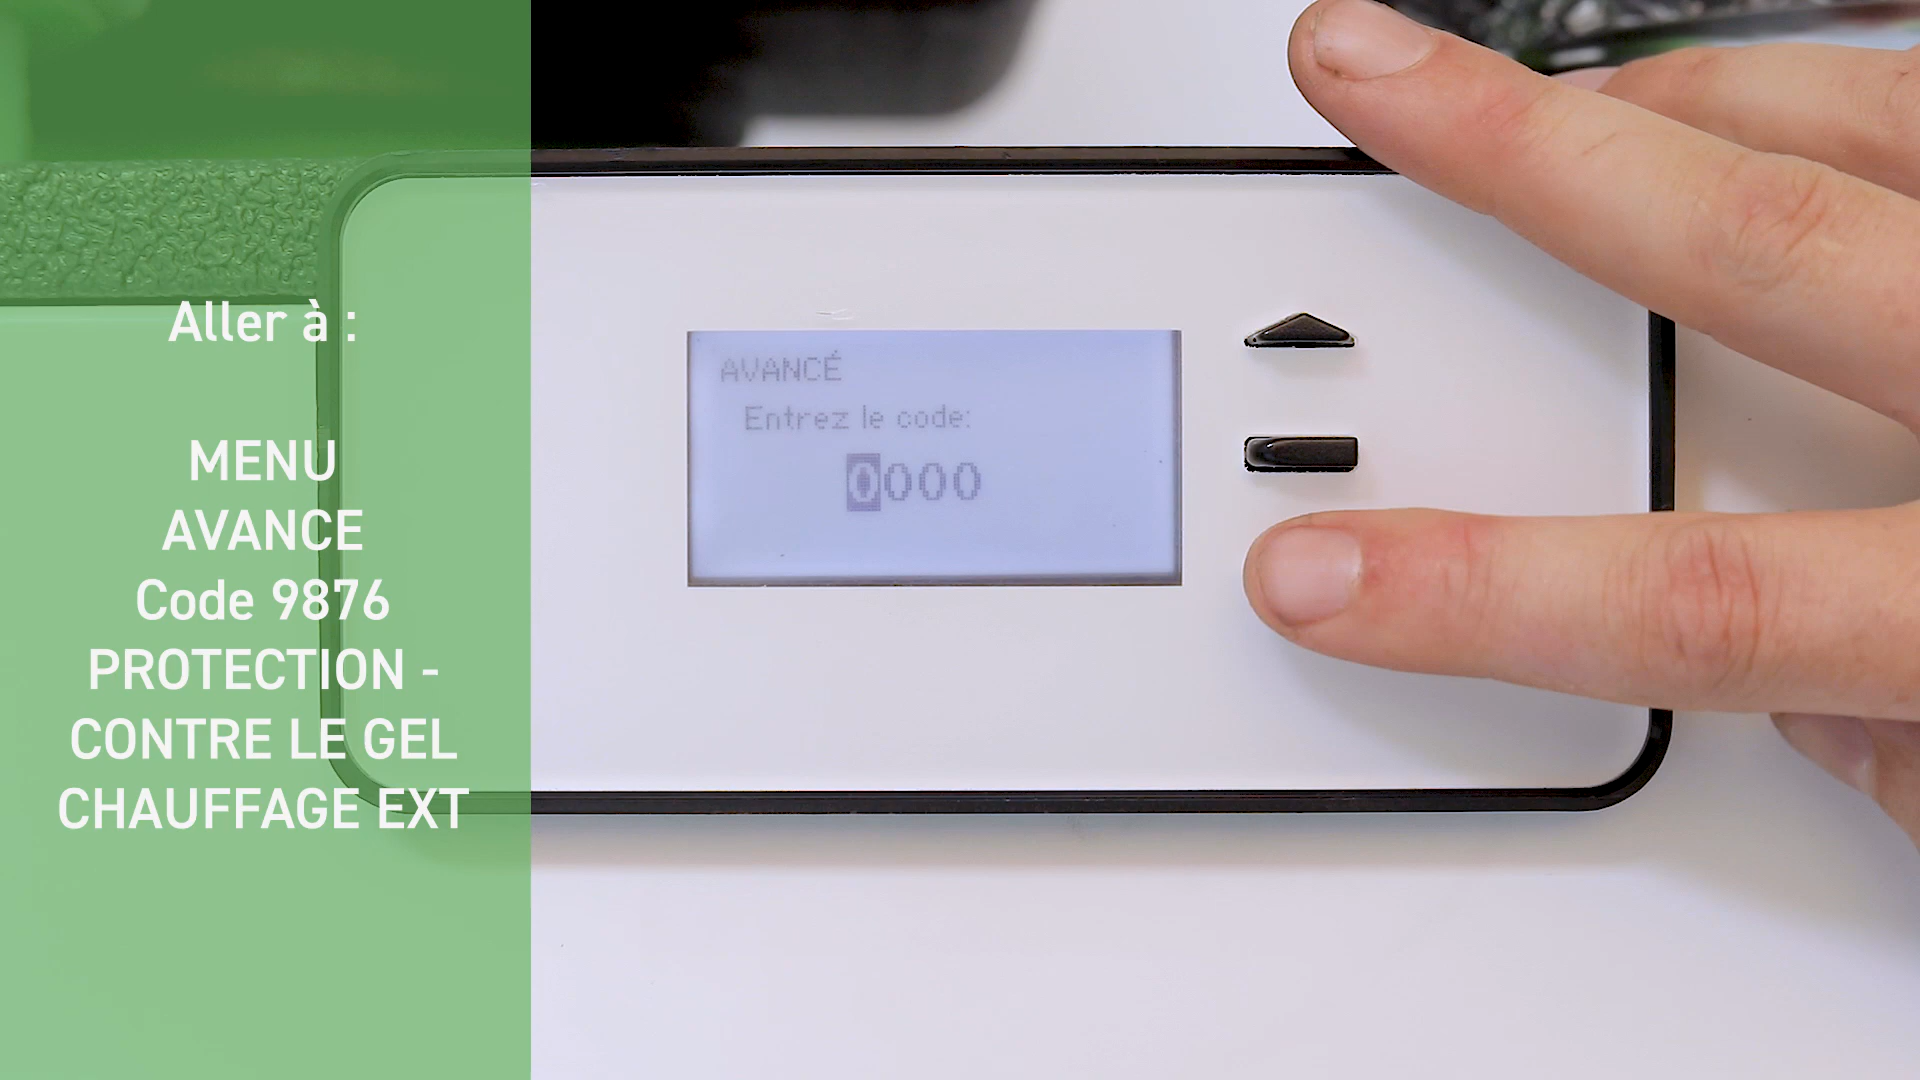 Aller à :
MENU
AVANCE
Code 9876
PROTECTION -
CONTRE LE GEL
CHAUFFAGE EXT
AVANCÉ
Entrez le code:
0000